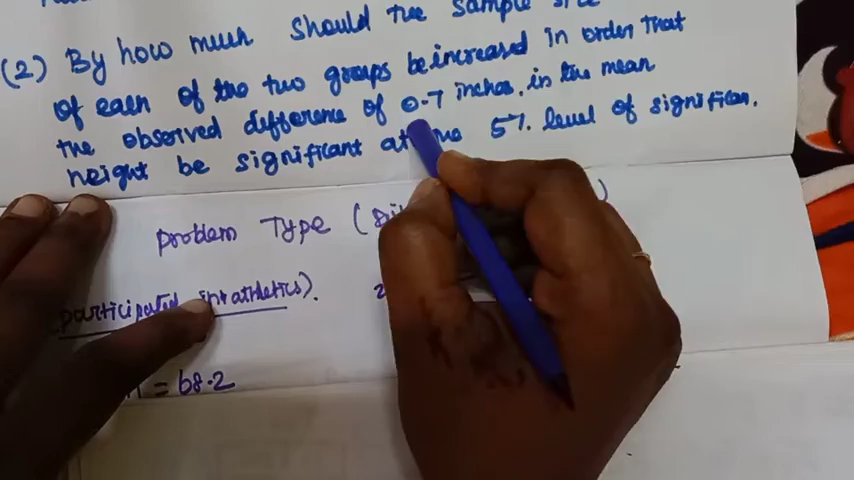 (2) By how much should the sample size
of each of the two groups be increased in order that
the observed difference of 0.7 inches. in the mean
height be significant at 5%. level of significan.
Problem Type (
participated in athletics).
= 68.2